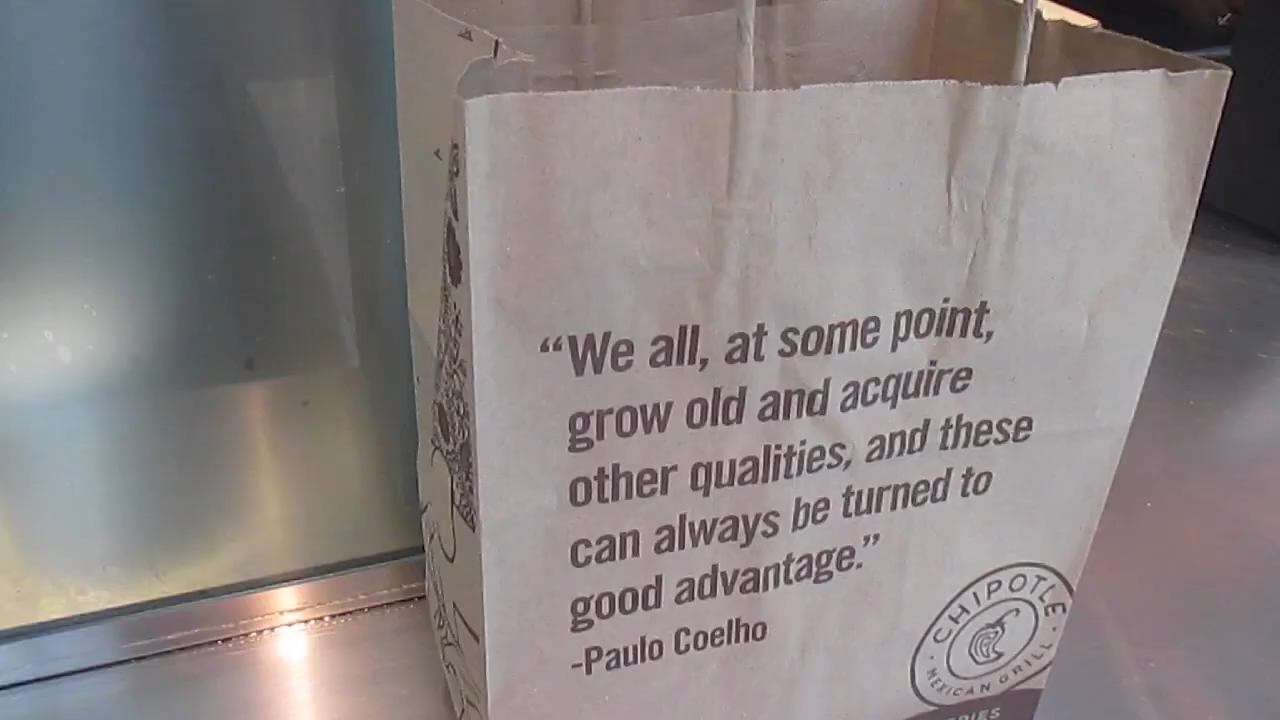 “We all, at some point,
grow old and acquire
other qualities, and these
can always be turned to
good advantage.”
-Paulo Coelho
CHIPOTLE
MEXICAN GRILL